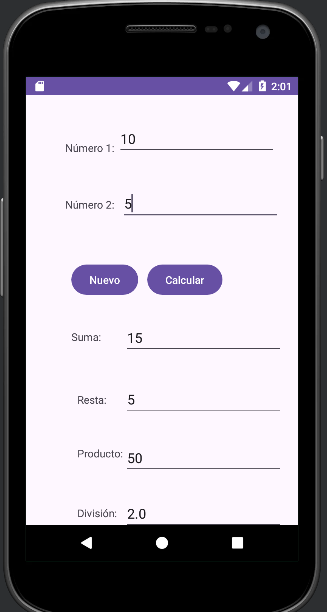 2:01
Número 1: 10
Número 2: 5
Nuevo Calcular
Suma: 15
Resta: 5
Producto: 50
División: 2.0